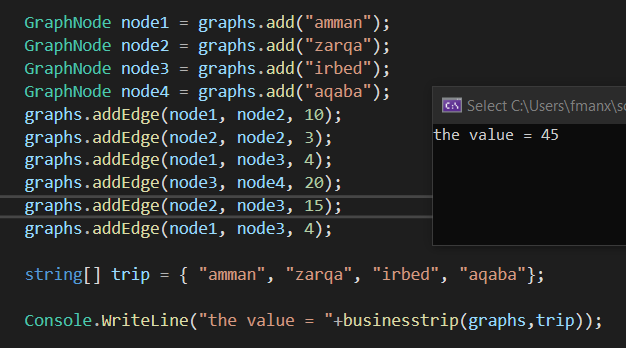 GraphNode node1 = graphs.add("amman");
GraphNode node2 = graphs.add("zarqa");
GraphNode node3 = graphs.add("irbed");
GraphNode node4 = graphs.add("aqaba");
graphs.addEdge(node1, node2, 10);
graphs.addEdge(node2, node2, 3);
graphs.addEdge(node1, node3, 4);
graphs.addEdge(node3, node4, 20);
graphs.addEdge(node2, node3, 15);
graphs.addEdge(node1, node3, 4);
string[] trip = { "amman", "zarqa", "irbed", "aqaba"};
Console.WriteLine("the value = "+businesstrip(graphs,trip));
C:\ Select C:\Users\fmanx\so
the value = 45